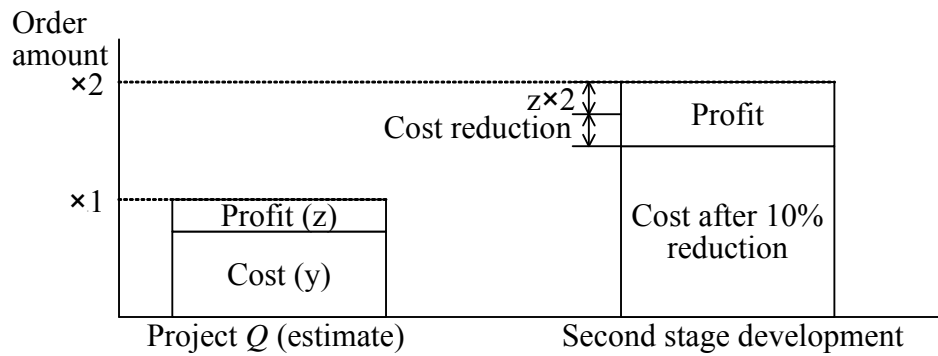 Order
amount
×2
z×2
Cost reduction
Profit
×1
Profit (z)
Cost (y)
Cost after 10%
reduction
Project Q (estimate)
Second stage development